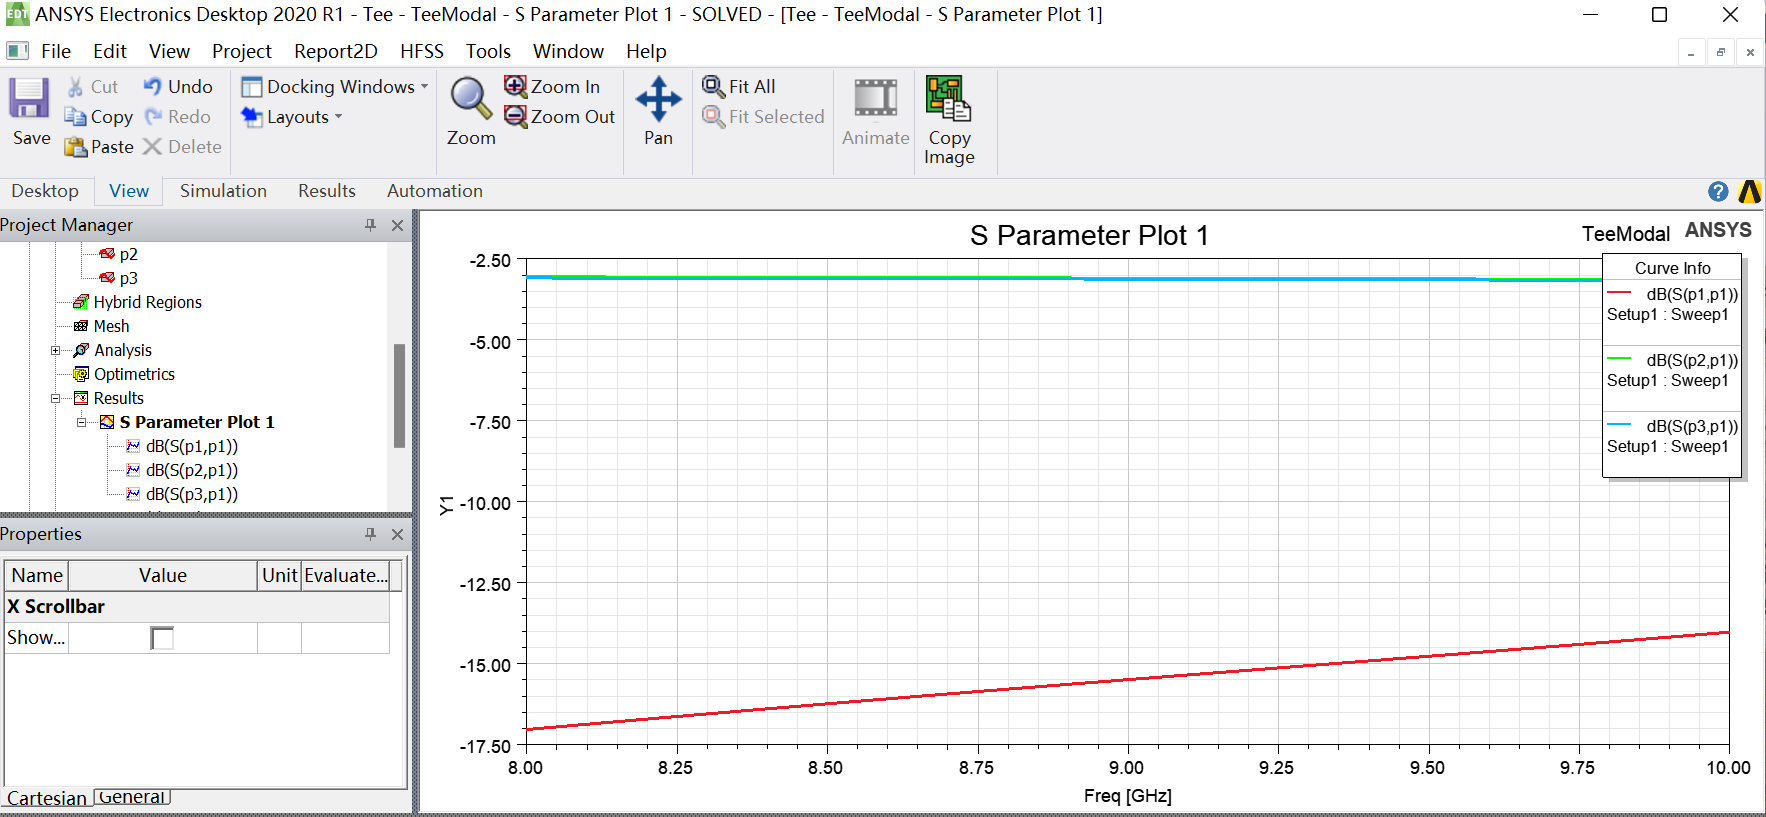 EDT ANSYS Electronics Desktop 2020 R1 - Tee - TeeModal - S Parameter Plot 1 - SOLVED - [Tee - TeeModal - S Parameter Plot 1]
File Edit View Project Report2D HFSS Tools Window Help
Save
Cut
Copy
Paste
Undo
Redo
Delete
Docking Windows
Layouts
Zoom
Zoom In
Zoom Out
Pan
Fit All
Fit Selected
Animate
Copy
Image
Desktop View Simulation Results Automation
Project Manager
p2
p3
Hybrid Regions
Mesh
Analysis
Optimetrics
Results
S Parameter Plot 1
dB(S(p1,p1))
dB(S(p2,p1))
dB(S(p3,p1))
Properties
Name Value Unit Evaluate...
X Scrollbar
Show...
Cartesian General
S Parameter Plot 1
TeeModal ANSYS
Curve Info
dB(S(p1,p1))
Setup1 : Sweep1
dB(S(p2,p1))
Setup1 : Sweep1
dB(S(p3,p1))
Setup1 : Sweep1
Y1
-2.50
-5.00
-7.50
-10.00
-12.50
-15.00
-17.50
8.00 8.25 8.50 8.75 9.00 9.25 9.50 9.75 10.00
Freq [GHz]